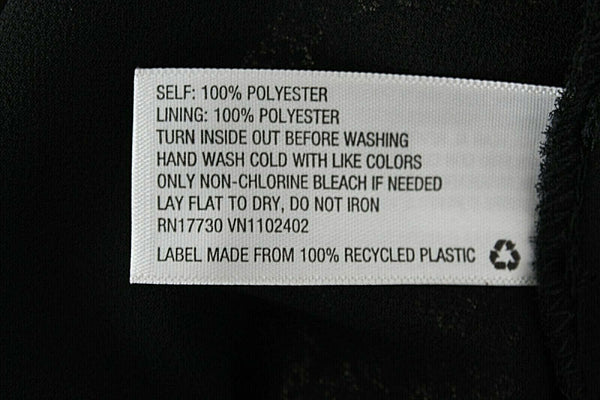 SELF: 100% POLYESTER
LINING: 100% POLYESTER
TURN INSIDE OUT BEFORE WASHING
HAND WASH COLD WITH LIKE COLORS
ONLY NON-CHLORINE BLEACH IF NEEDED
LAY FLAT TO DRY, DO NOT IRON
RN17730 VN1102402
LABEL MADE FROM 100% RECYCLED PLASTIC